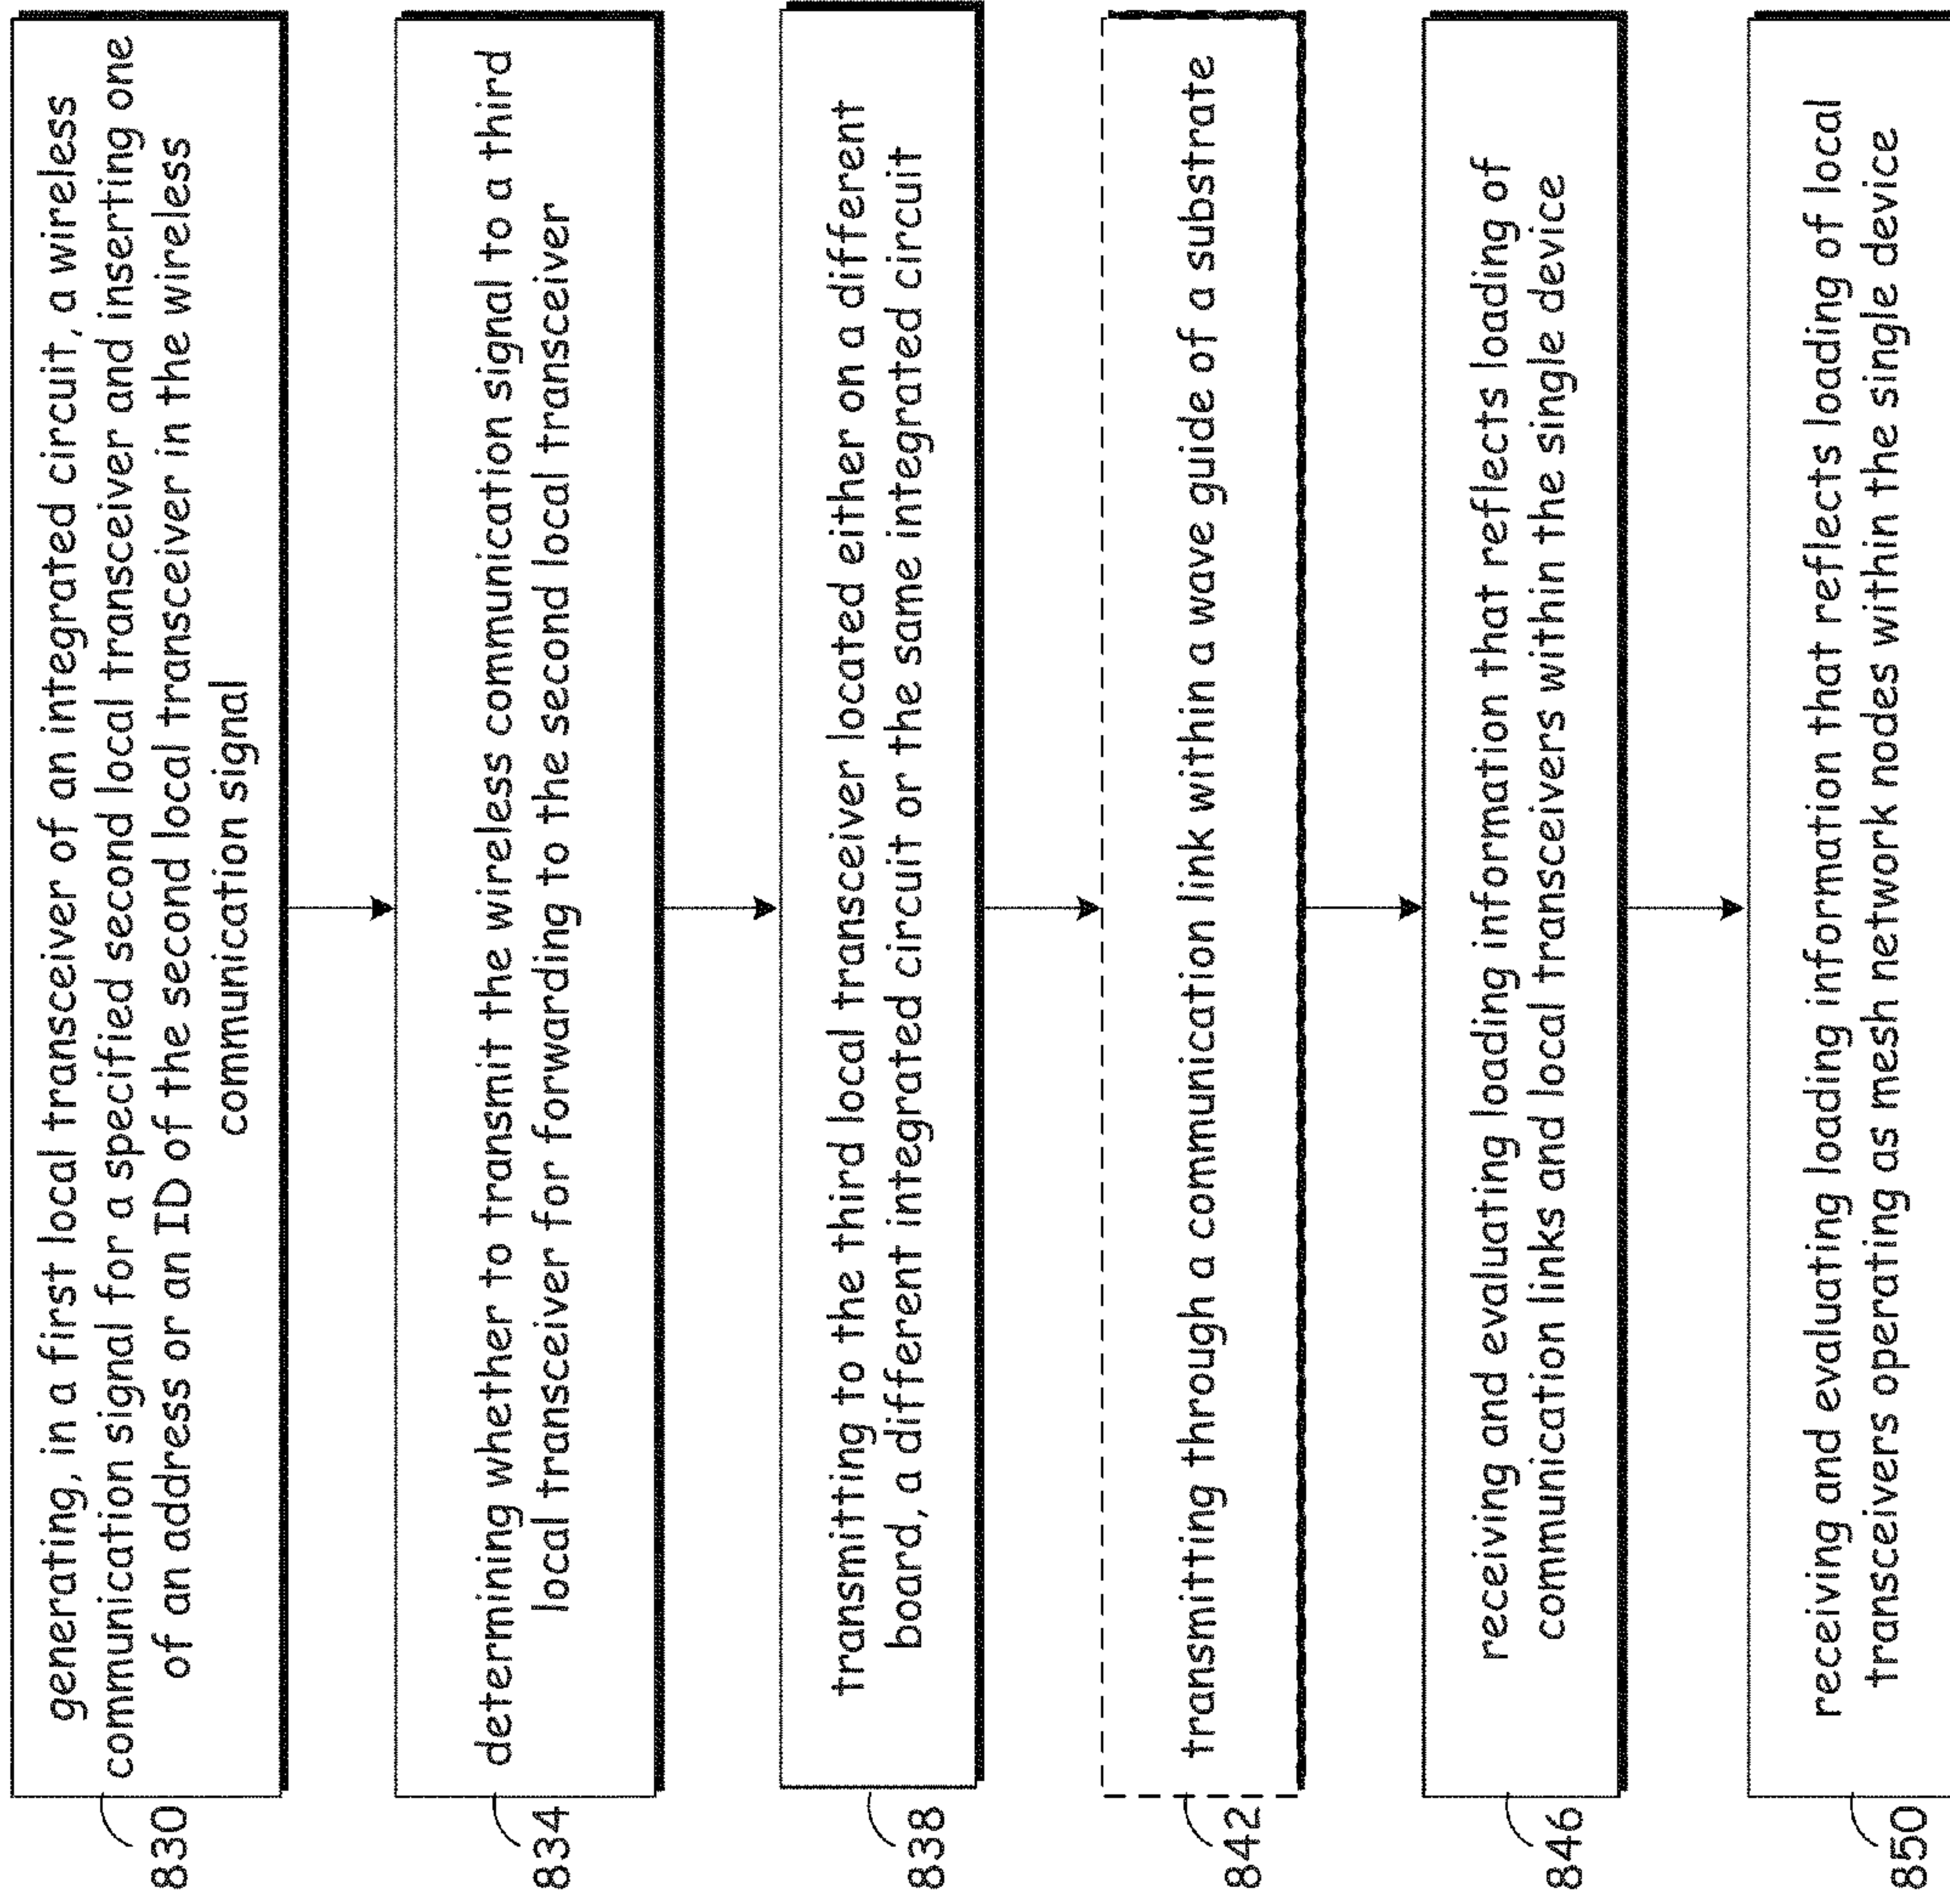 generating, in a first local transceiver of an integrated circuit, a wireless
communication signal for a specified second local transceiver and inserting one
of an address or an ID of the second local transceiver in the wireless
communication signal
830
determining whether to transmit the wireless communication signal to a third
local transceiver for forwarding to the second local transceiver
834
transmitting to the third local transceiver located either on a different
board, a different integrated circuit or the same integrated circuit
838
transmitting through a communication link within a wave guide of a substrate
842
receiving and evaluating loading information that reflects loading of
communication links and local transceivers within the single device
846
receiving and evaluating loading information that reflects loading of local
transceivers operating as mesh network nodes within the single device
850